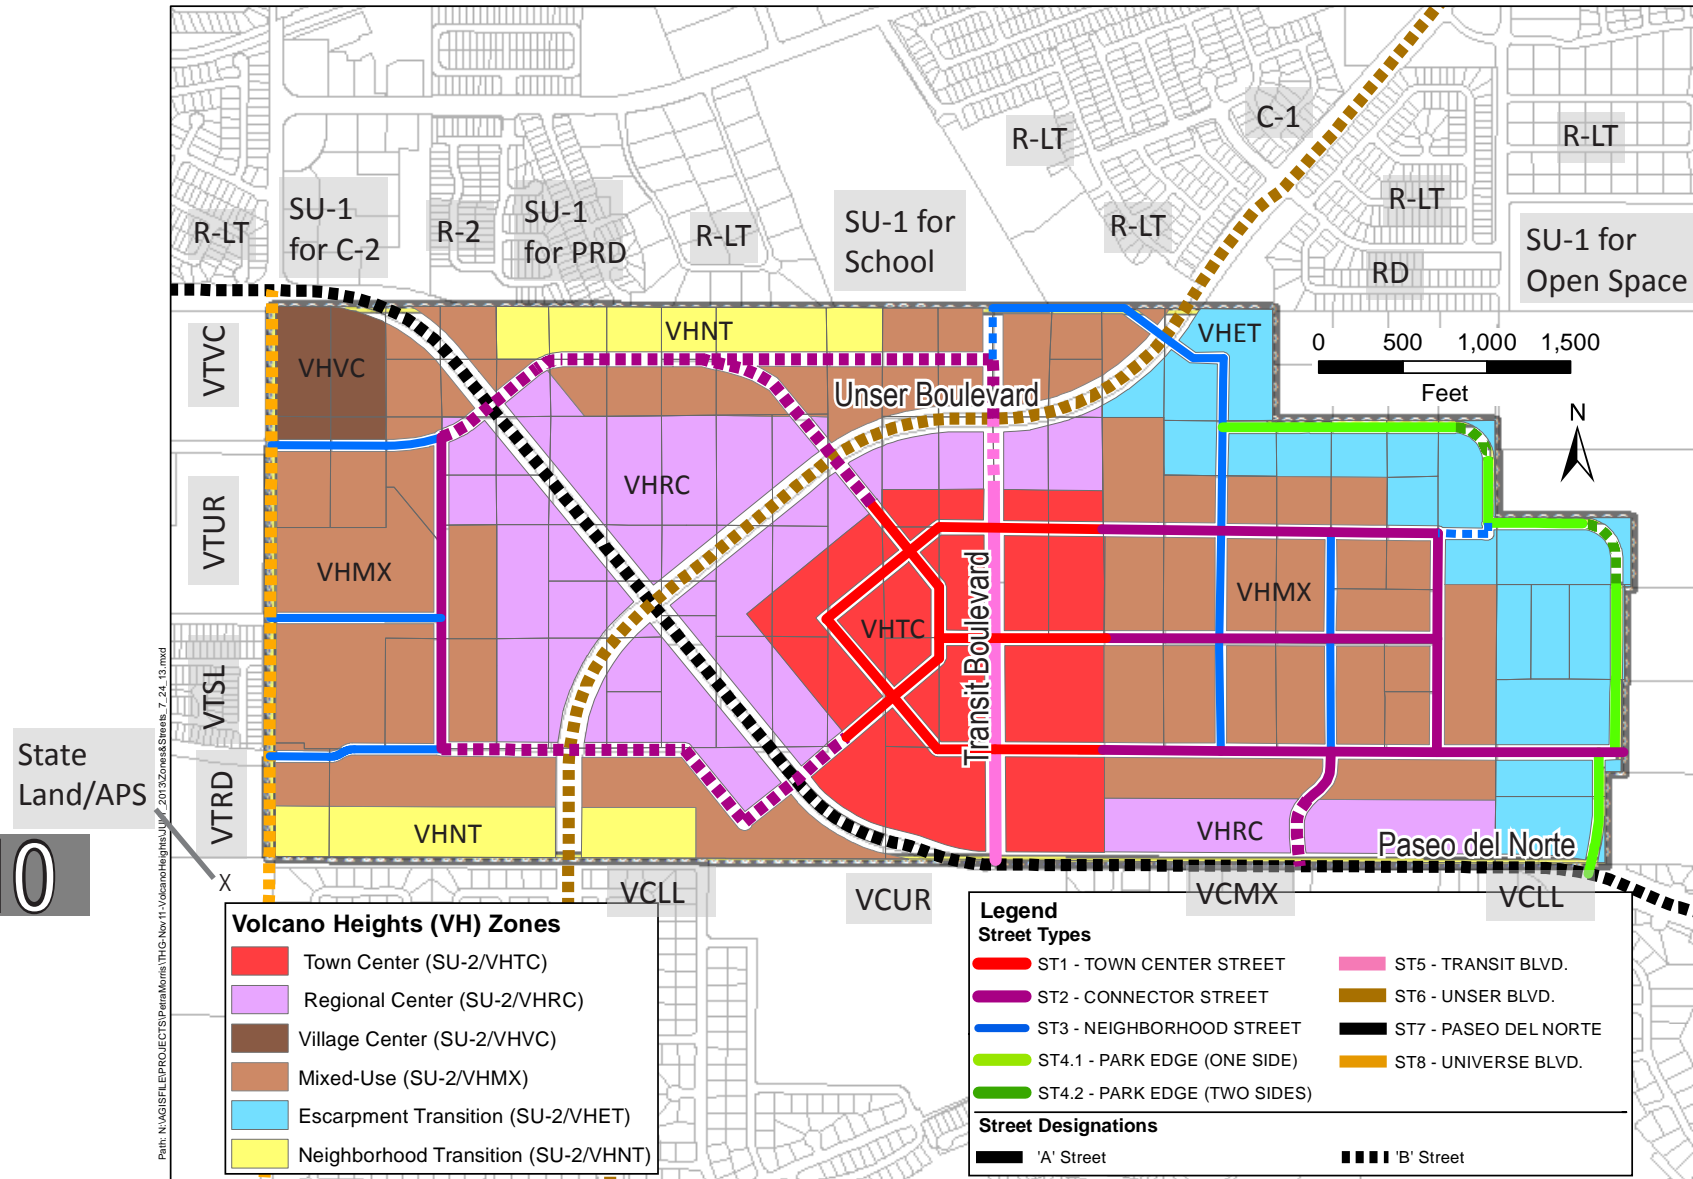 C-1
R-LT
R-LT
R-LT
SU-1
for C-2
R-2
SU-1
for PRD
R-LT
R-LT
SU-1 for
School
R-LT
RD
SU-1 for
Open Space
VTVC
VHVC
VHNT
VHET
0 500 1,000 1,500
Feet
Unser Boulevard
N
VTUR
VHRC
VHMX
VHMX
Transit Boulevard
VHTC
VTSL
State
Land/APS
VTRD
VHNT
VHRC
Paseo del Norte
0
X
VCLL
VCUR
VCMX
VCLL
Volcano Heights (VH) Zones
Town Center (SU-2/VHTC)
Regional Center (SU-2/VHRC)
Village Center (SU-2/VHVC)
Mixed-Use (SU-2/VHMX)
Escarpment Transition (SU-2/VHET)
Neighborhood Transition (SU-2/VHNT)
Legend
Street Types
ST1 - TOWN CENTER STREET
ST2 - CONNECTOR STREET
ST3 - NEIGHBORHOOD STREET
ST4.1 - PARK EDGE (ONE SIDE)
ST4.2 - PARK EDGE (TWO SIDES)
ST5 - TRANSIT BLVD.
ST6 - UNSER BLVD.
ST7 - PASEO DEL NORTE
ST8 - UNIVERSE BLVD.
Street Designations
'A' Street
'B' Street